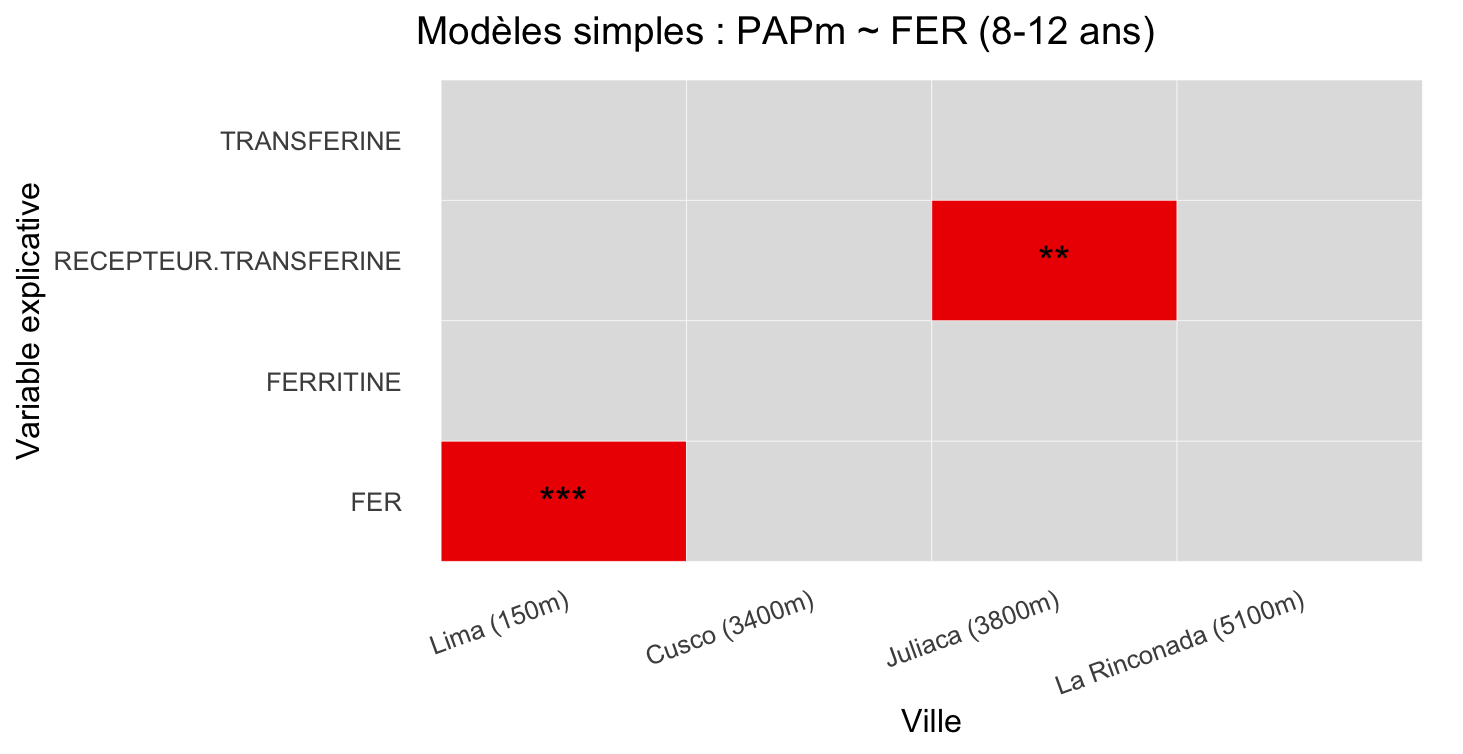 Modèles simples : PAPm ~ FER (8-12 ans)
Variable explicative
TRANSFERINE
RECEPTEUR.TRANSFERINE
**
FERRITINE
FER
***
Lima (150m)
Cusco (3400m)
Juliaca (3800m)
La Rinconada (5100m)
Ville